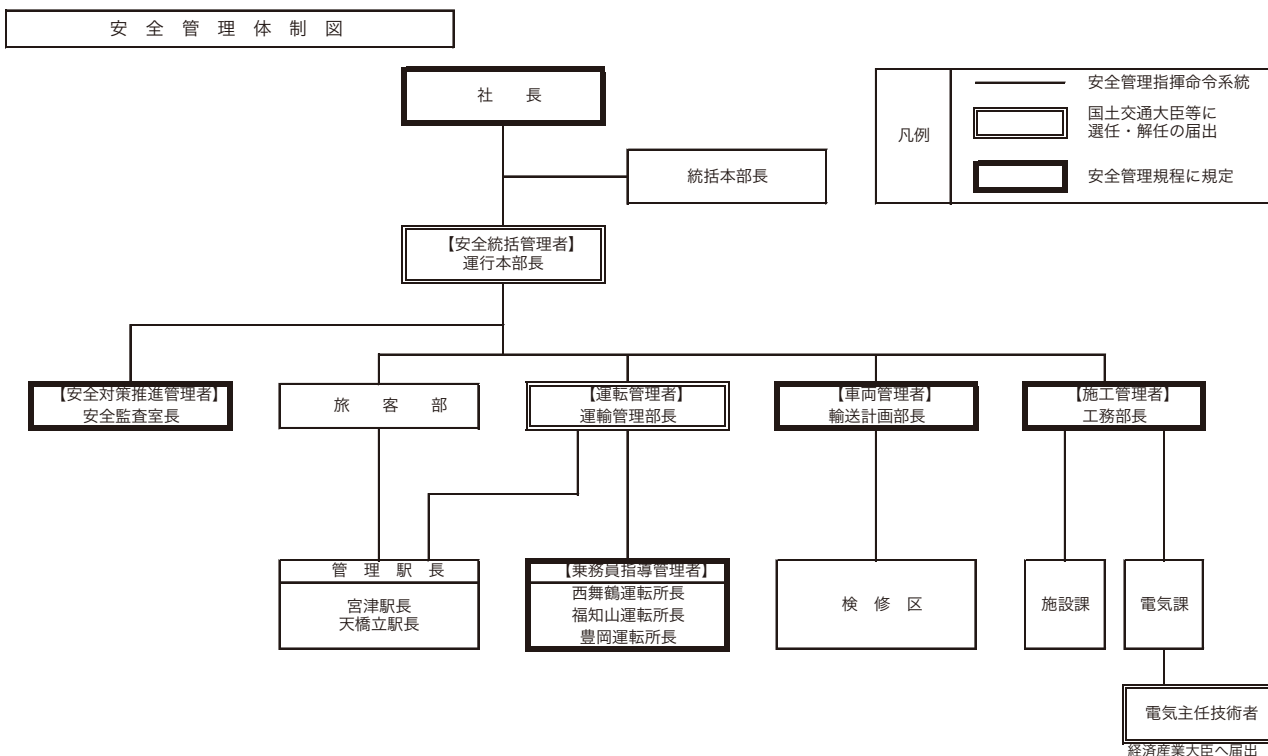 安全管理体制図
社長
凡例
安全管理指揮命令系統
国土交通大臣等に
選任・解任の届出
安全管理規程に規定
統括本部長
【安全統括管理者】
運行本部長
【安全対策推進管理者】
安全監査室長
旅客部
【運転管理者】
運輸管理部長
【車両管理者】
輸送計画部長
【施工管理者】
工務部長
管理駅長
宮津駅長
天橋立駅長
【乗務員指導管理者】
西舞鶴運転所長
福知山運転所長
豊岡運転所長
検修区
施設課
電気課
電気主任技術者
経済産業大臣へ届出